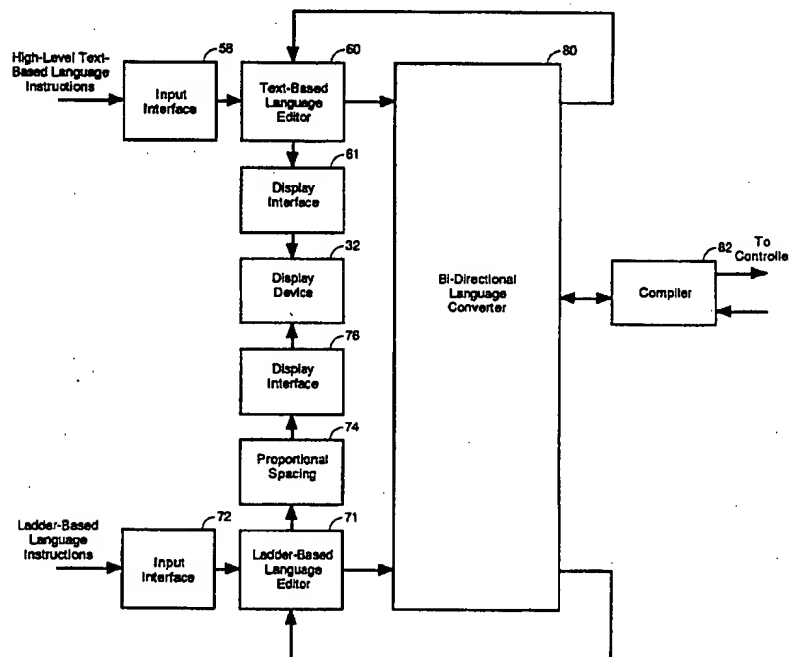 High-Level Text-
Based Language
Instructions
58
Input
Interface
60
Text-Based
Language
Editor
61
Display
Interface
32
Display
Device
76
Display
Interface
74
Proportional
Spacing
Ladder-Based
Language
Instructions
72
Input
Interface
71
Ladder-Based
Language
Editor
80
Bi-Directional
Language
Converter
82
Compiler
To
Controlle